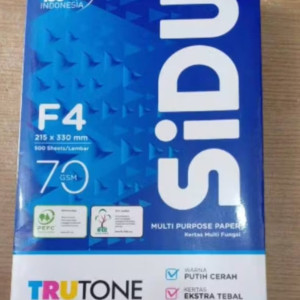 INDONESIA
F4
215 x 330 mm
500 Sheets/Lembar
70 GSM
SiDU
MULTI PURPOSE PAPER
Kertas Multi Fungsi
PEFC
TRUTONE
WARNA
PUTIH CERAH
KERTAS
EKSTRA TEBAL